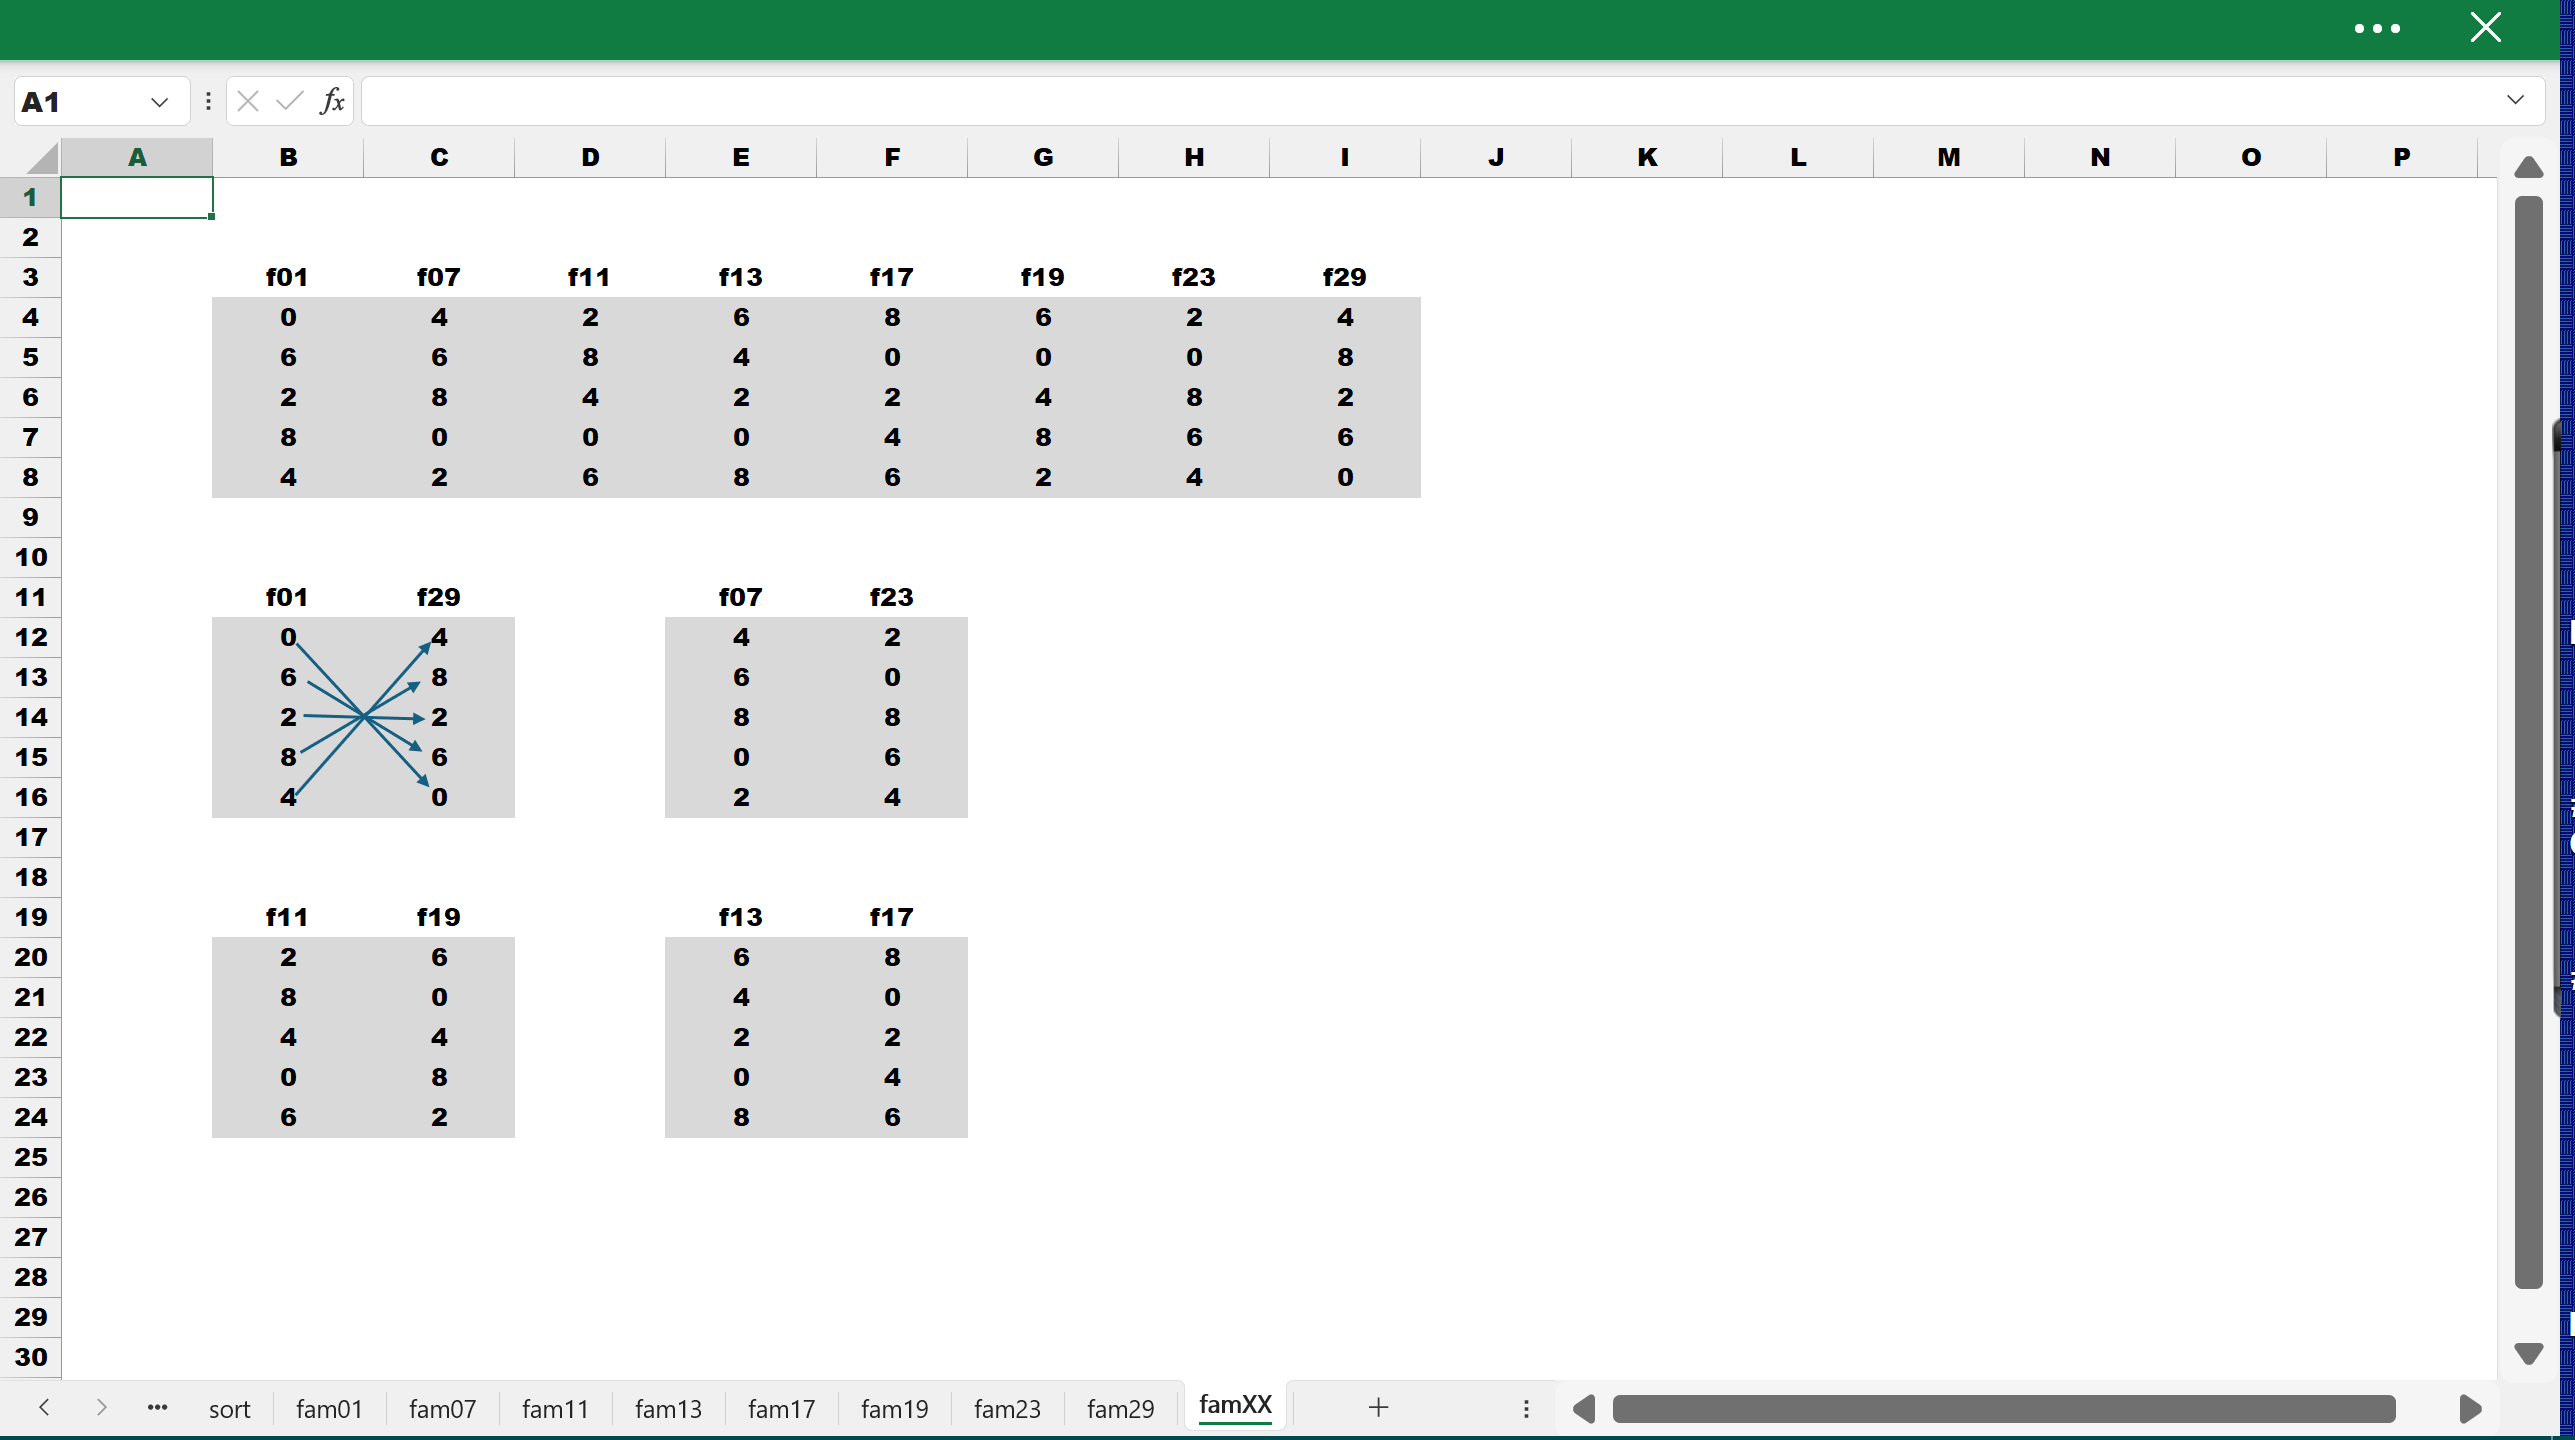 A1 fx
A B C D E F G H I J K L M N O P
1
2
3 f01 f07 f11 f13 f17 f19 f23 f29
4 0 4 2 6 8 6 2 4
5 6 6 8 4 0 0 0 8
6 2 8 4 2 2 4 8 2
7 8 0 0 0 4 8 6 6
8 4 2 6 8 6 2 4 0
9
10
11 f01 f29 f07 f23
12 0 4 4 2
13 6 8 6 0
14 2 2 8 8
15 8 6 0 6
16 4 0 2 4
17
18
19 f11 f19 f13 f17
20 2 6 6 8
21 8 0 4 0
22 4 4 2 2
23 0 8 0 4
24 6 2 8 6
25
26
27
28
29
30
sort fam01 fam07 fam11 fam13 fam17 fam19 fam23 fam29 famXX